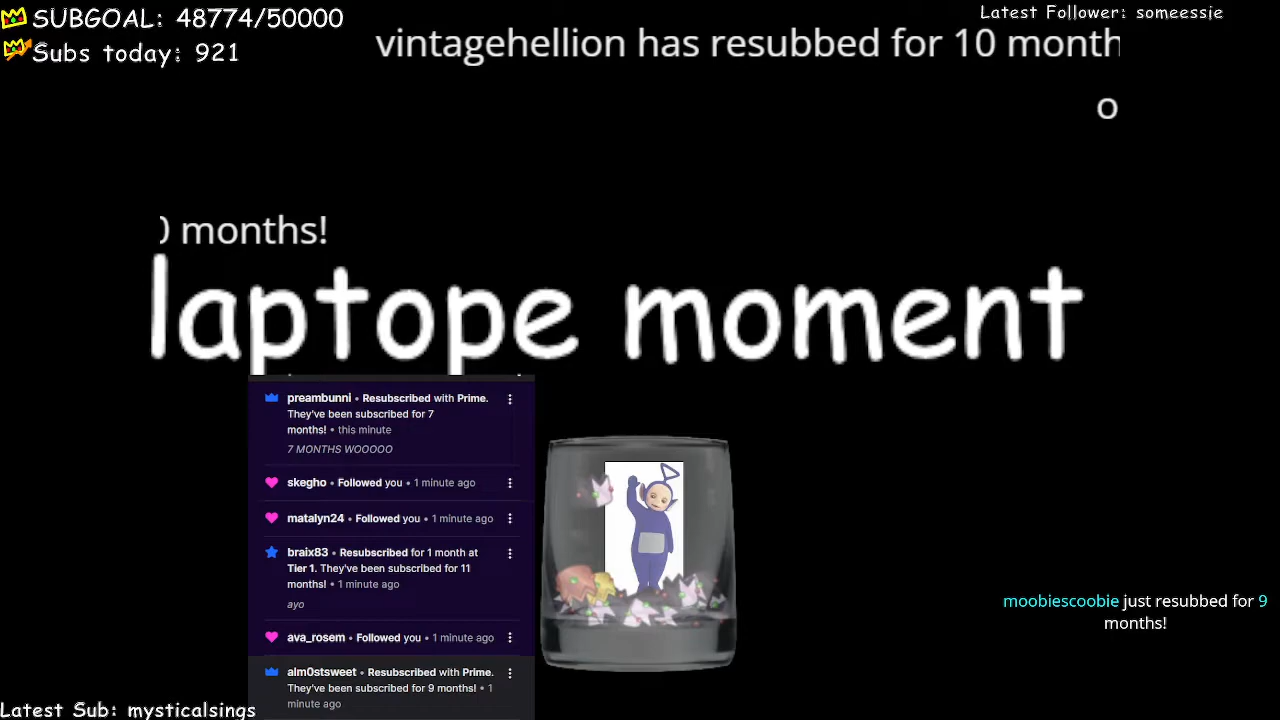 SUBGOAL: 48774/50000
Latest Follower: someessie
vintagehellion has resubbed for 10 month
Subs today: 921
o
0 months!
laptope moment
preambunni • Resubscribed with Prime.
They've been subscribed for 7
months! • this minute
7 MONTHS WOOOOO
skegho • Followed you • 1 minute ago
matalyn24 • Followed you • 1 minute ago
braix83 • Resubscribed for 1 month at
Tier 1. They've been subscribed for 11
months! • 1 minute ago
ayo
ava_rosem • Followed you • 1 minute ago
alm0stsweet • Resubscribed with Prime.
They've been subscribed for 9 months! • 1
minute ago
moobiescoobie just resubbed for 9
months!
Latest Sub: mysticalsings